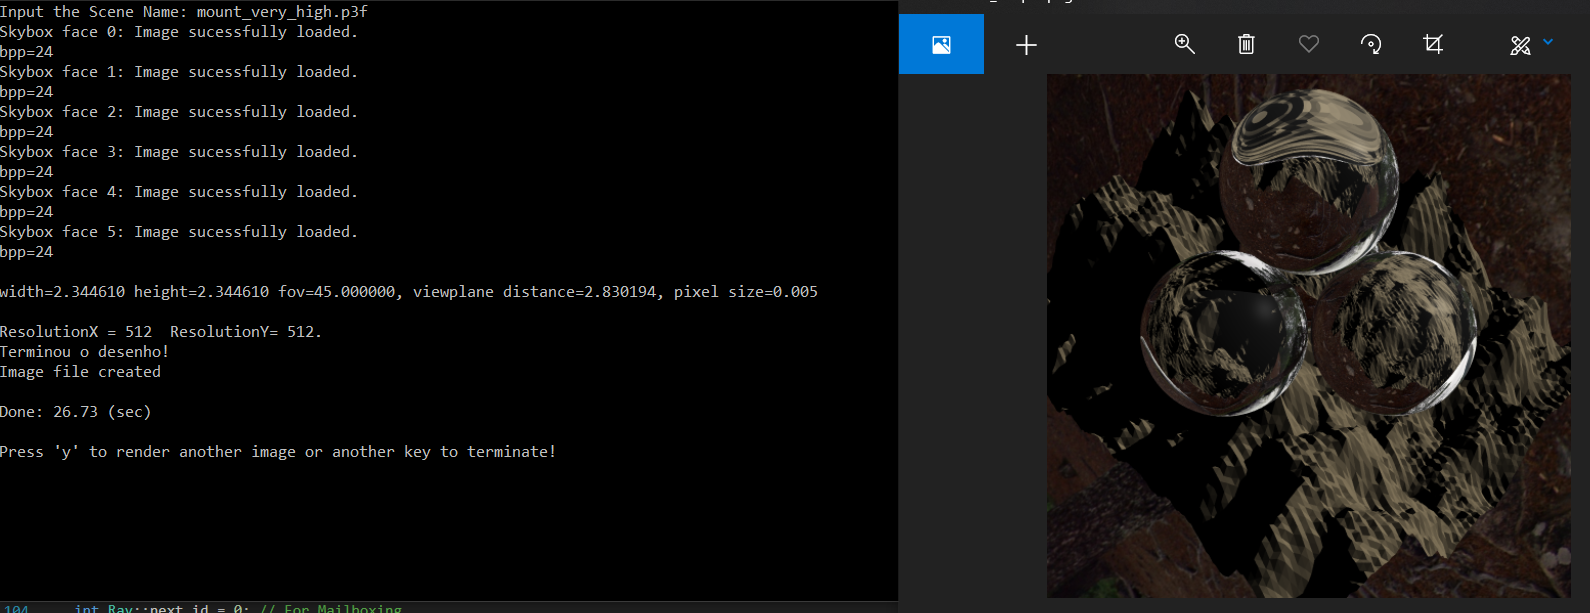 Input the Scene Name: mount_very_high.p3f
Skybox face 0: Image sucessfully loaded.
bpp=24
Skybox face 1: Image sucessfully loaded.
bpp=24
Skybox face 2: Image sucessfully loaded.
bpp=24
Skybox face 3: Image sucessfully loaded.
bpp=24
Skybox face 4: Image sucessfully loaded.
bpp=24
Skybox face 5: Image sucessfully loaded.
bpp=24
width=2.344610 height=2.344610 fov=45.000000, viewplane distance=2.830194, pixel size=0.005
ResolutionX = 512  ResolutionY= 512.
Terminou o desenho!
Image file created
Done: 26.73 (sec)
Press 'y' to render another image or another key to terminate!
104 int Ray::next_id = 0; // For Mailboxing